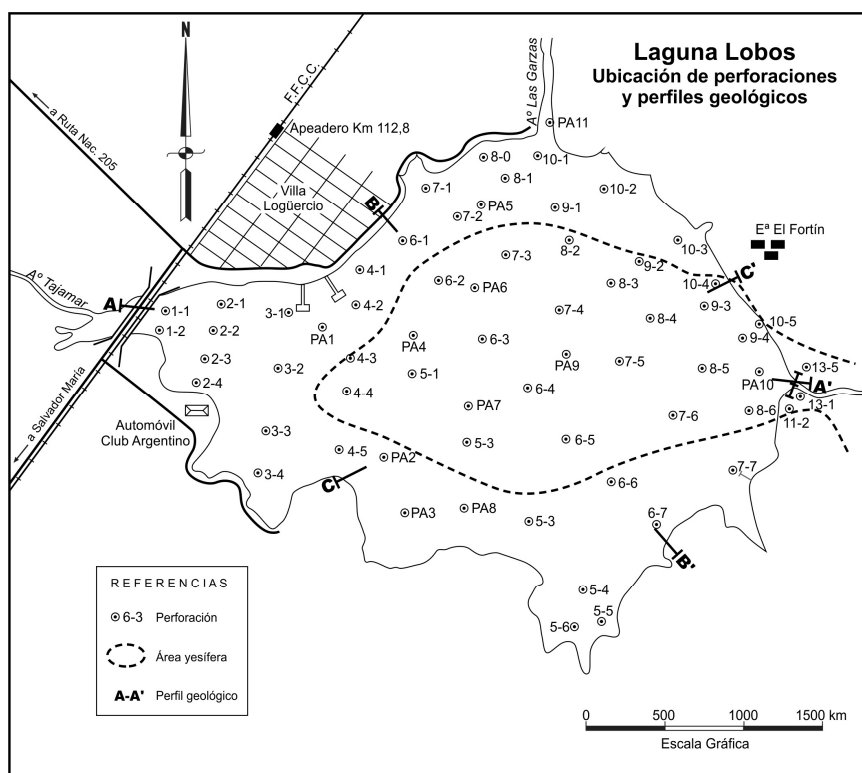 Laguna Lobos
Ubicación de perforaciones
y perfiles geológicos
N
F.F.C.C.
a Ruta Nac. 205
Apeadero Km 112,8
Villa
Logüercio
Aº Las Garzas
PA11
8-0
10-1
8-1
7-1
10-2
PA5
9-1
7-2
B
6-1
8-2
10-3
Eª El Fortín
7-3
9-2
C'
4-1
6-2
PA6
8-3
10-4
Aº Tajamar
A
1-1
2-1
3-1
4-2
7-4
9-3
8-4
10-5
1-2
2-2
PA1
PA4
6-3
9-4
2-3
4-3
PA9
7-5
3-2
5-1
8-5
13-5
2-4
4-4
6-4
PA10
A'
13-1
PA7
7-6
8-6
11-2
a Salvador María
Automóvil
Club Argentino
3-3
5-3
6-5
4-5
PA2
3-4
7-7
C
6-6
PA3
PA8
5-3
6-7
B'
5-4
5-5
5-6
REFERENCIAS
6-3 Perforación
Área yesífera
A-A' Perfil geológico
0 500 1000 1500 km
Escala Gráfica